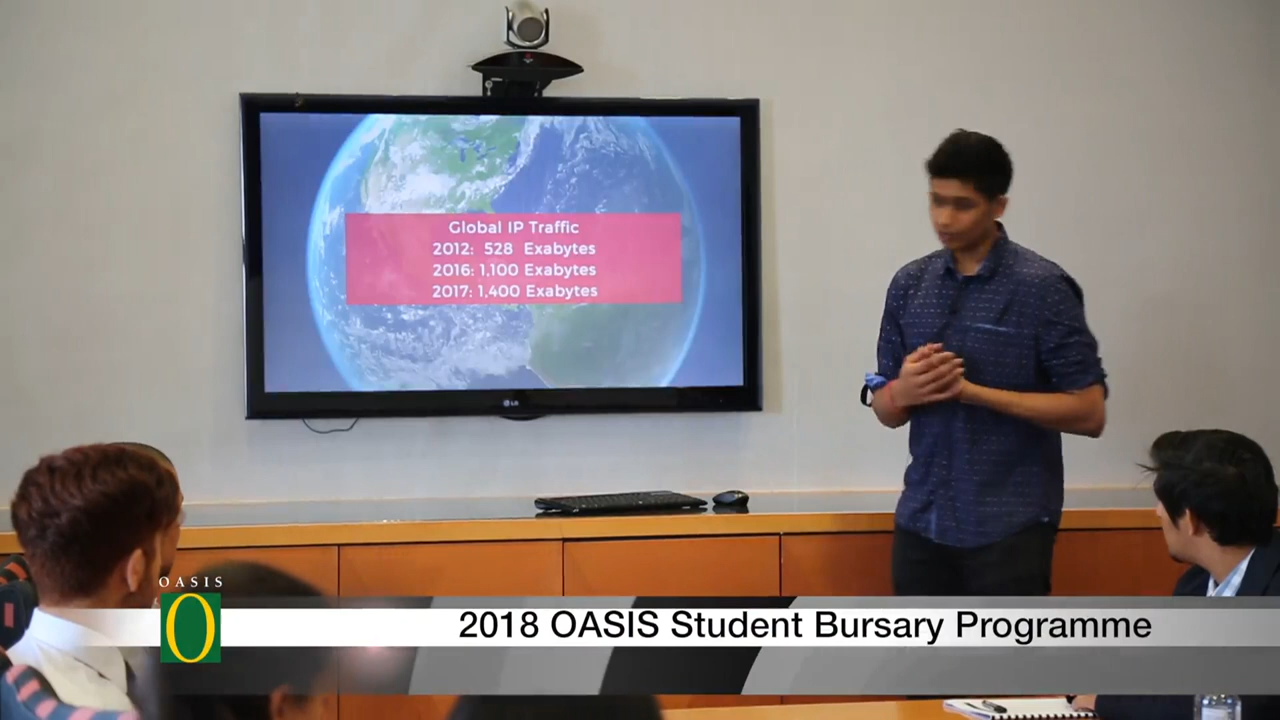 Global IP Traffic
2012: 528 Exabytes
2016: 1,100 Exabytes
2017: 1,400 Exabytes
LG
OASIS
O
2018 OASIS Student Bursary Programme